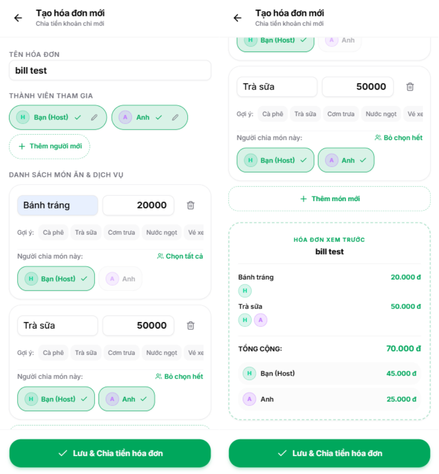 Tạo hóa đơn mới
Chia tiền khoản chi mới
TÊN HÓA ĐƠN
bill test
THÀNH VIÊN THAM GIA
H Bạn (Host)
A Anh
+ Thêm người mới
DANH SÁCH MÓN ĂN & DỊCH VỤ
Bánh tráng 20000
Gợi ý: Cà phê Trà sữa Cơm trưa Nước ngọt Vé xe
Người chia món này: Chọn tất cả
H Bạn (Host) A Anh
Trà sữa 50000
Gợi ý: Cà phê Trà sữa Cơm trưa Nước ngọt Vé xe
Người chia món này: Bỏ chọn hết
H Bạn (Host) A Anh
Lưu & Chia tiền hóa đơn
Tạo hóa đơn mới
Chia tiền khoản chi mới
H Bạn (Host) A Anh
Trà sữa 50000
Gợi ý: Cà phê Trà sữa Cơm trưa Nước ngọt Vé xe
Người chia món này: Bỏ chọn hết
H Bạn (Host) A Anh
+ Thêm món mới
HÓA ĐƠN XEM TRƯỚC
bill test
Bánh tráng 20.000 đ
H
Trà sữa 50.000 đ
H A
TỔNG CỘNG: 70.000 đ
H Bạn (Host) 45.000 đ
A Anh 25.000 đ
Lưu & Chia tiền hóa đơn